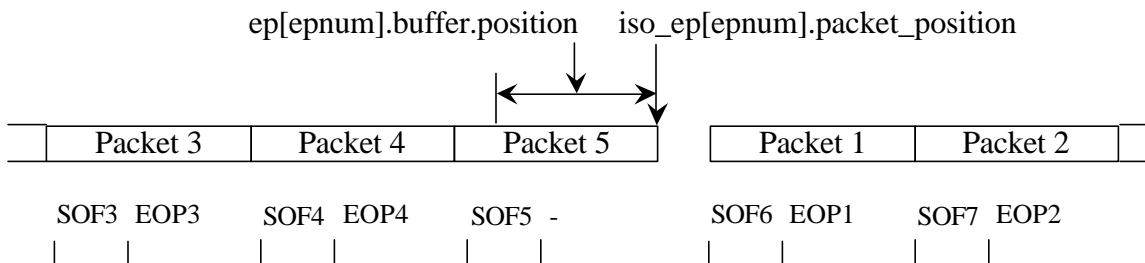 ep[epnum].buffer.position iso_ep[epnum].packet_position
Packet 3 Packet 4 Packet 5 Packet 1 Packet 2
SOF3 EOP3 SOF4 EOP4 SOF5 - SOF6 EOP1 SOF7 EOP2